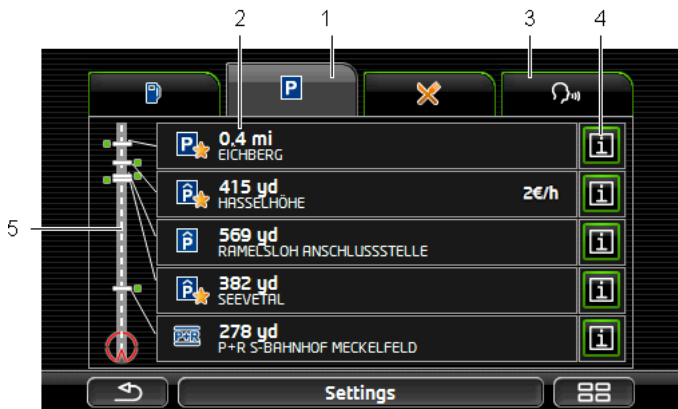 2 1 3 4
P
0.4 mi
P
EICHBERG
415 yd
P
HASSELHÖHE
2€/h
569 yd
P
RAMELSLOH ANSCHLUSSSTELLE
5
382 yd
P
SEEVETAL
278 yd
P+R
P+R S-BAHNHOF MECKELFELD
Settings